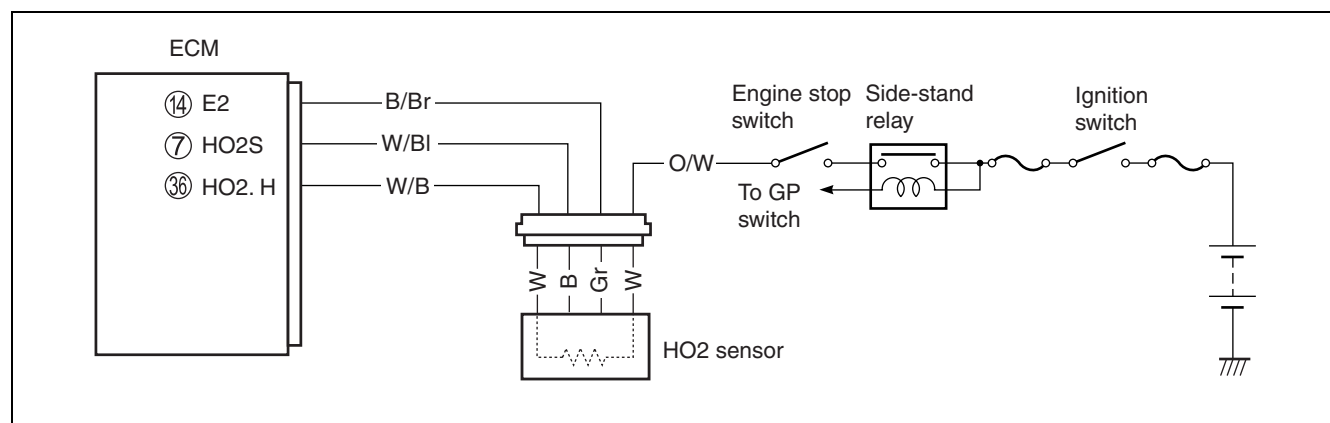 ECM
⑭ E2
⑦ HO2S
㊱ HO2. H
B/Br
W/Bl
W/B
O/W
Engine stop
switch
Side-stand
relay
Ignition
switch
To GP
switch
W
B
Gr
W
HO2 sensor